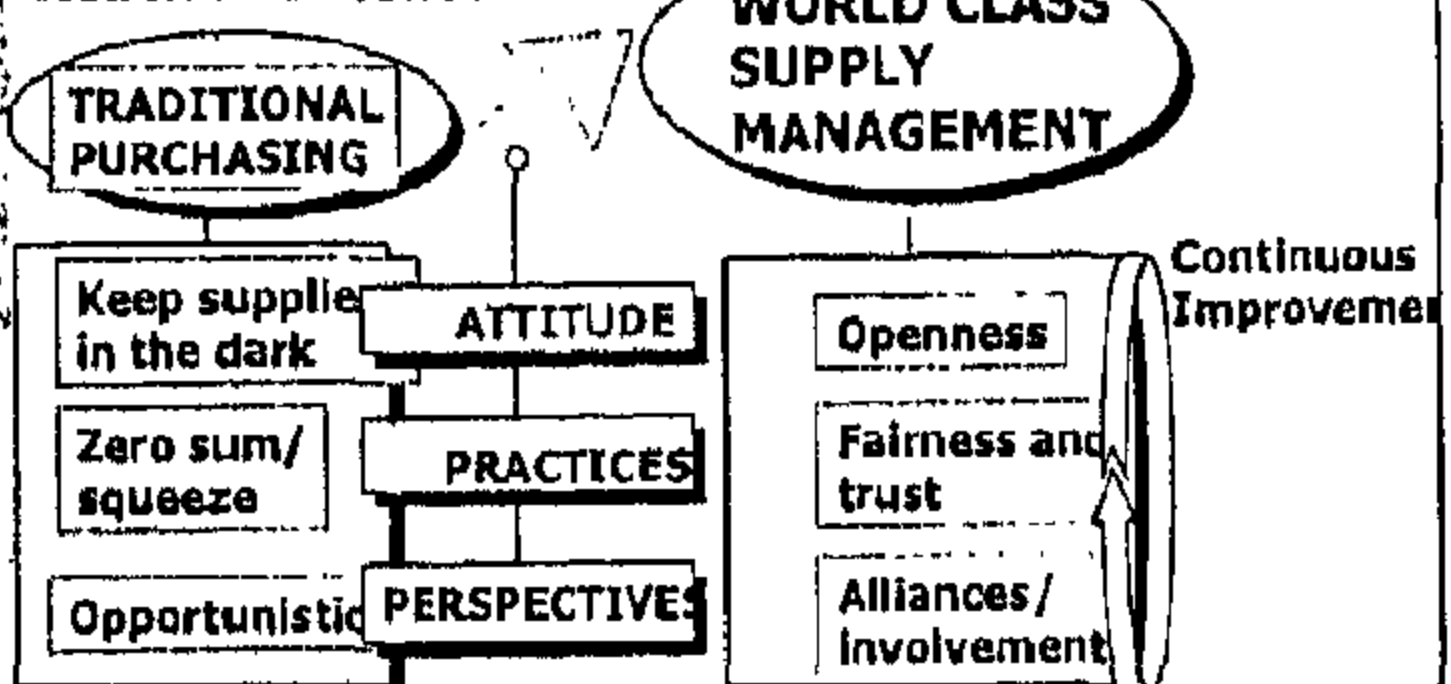 WORLD CLASS
SUPPLY
MANAGEMENT
TRADITIONAL
PURCHASING
Continuous
Improvemen
Keep supplie
in the dark
ATTITUDE
Openness
Zero sum/
squeeze
PRACTICES
Fairness and
trust
Opportunistic
PERSPECTIVES
Alliances/
involvement